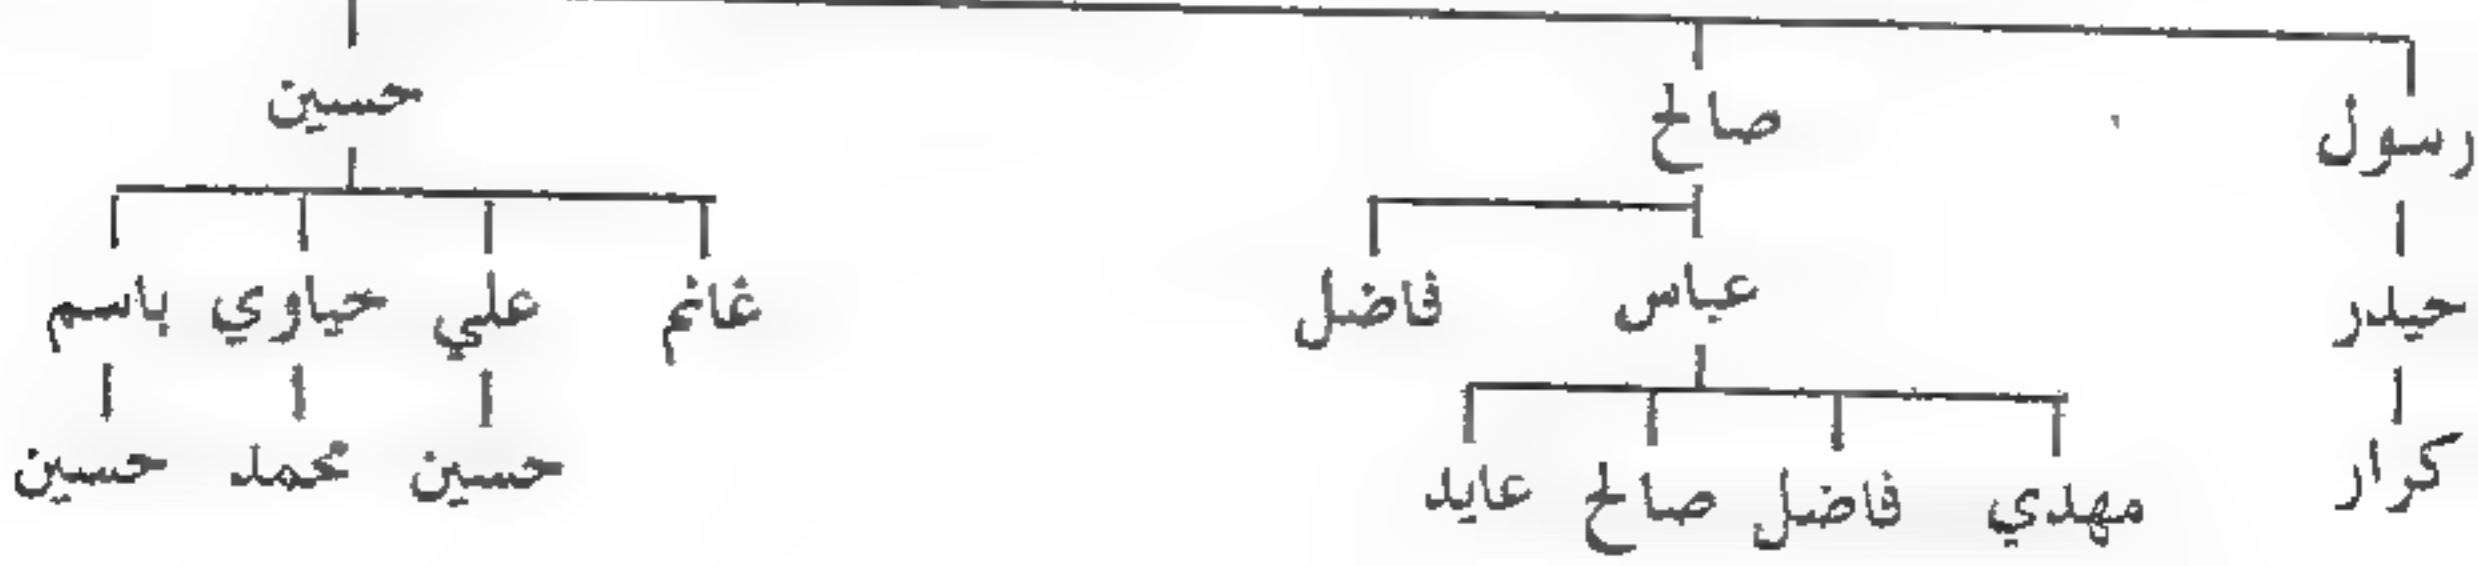 رسول صالح حسين
حيدر عباس فاضل غانم علي حياوي باسم
كرار مهدي فاضل صالح عايد حسين محمد حسين